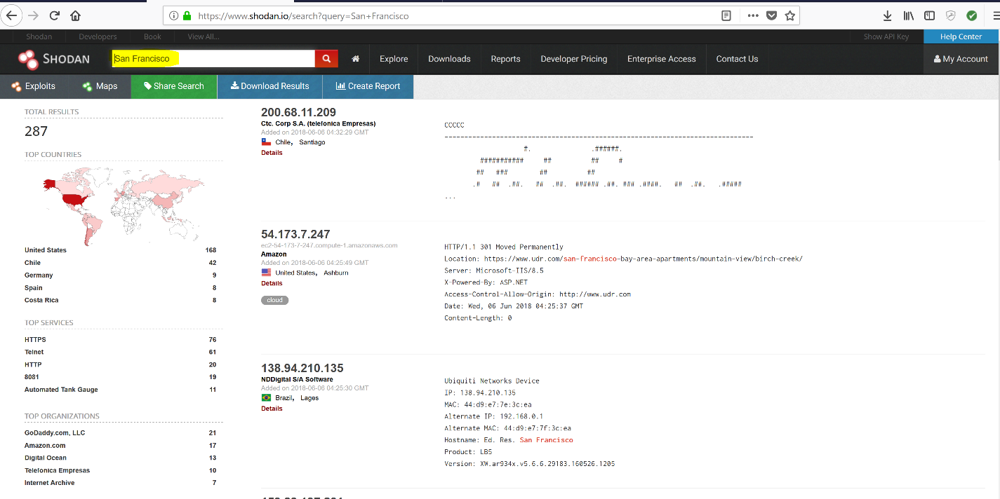 https://www.shodan.io/search?query=San+Francisco
Shodan Developers Book View All... Show API Key Help Center
SHODAN San Francisco Explore Downloads Reports Developer Pricing Enterprise Access Contact Us My Account
Exploits Maps Share Search Download Results Create Report
TOTAL RESULTS
287
TOP COUNTRIES
United States 168
Chile 42
Germany 9
Spain 8
Costa Rica 8
TOP SERVICES
HTTPS 76
Telnet 61
HTTP 20
8081 19
Automated Tank Gauge 11
TOP ORGANIZATIONS
GoDaddy.com, LLC 21
Amazon.com 17
Digital Ocean 13
Telefonica Empresas 10
Internet Archive 7
200.68.11.209
Ctc. Corp S.A. (telefonica Empresas)
Added on 2018-06-06 04:32:29 GMT
Chile, Santiago
Details
CCCCC
------------------------------------------------------------------------------
#. .######.
########### ## ## #
## ### ## ##
.# ## .##. ## .##. ###### .##. ### .####. ## .##. .#####
...
54.173.7.247
ec2-54-173-7-247.compute-1.amazonaws.com
Amazon
Added on 2018-06-06 04:25:49 GMT
United States, Ashburn
Details
cloud
HTTP/1.1 301 Moved Permanently
Location: https://www.udr.com/san-francisco-bay-area-apartments/mountain-view/birch-creek/
Server: Microsoft-IIS/8.5
X-Powered-By: ASP.NET
Access-Control-Allow-Origin: http://www.udr.com
Date: Wed, 06 Jun 2018 04:25:37 GMT
Content-Length: 0
138.94.210.135
NDDigital S/A Software
Added on 2018-06-06 04:25:30 GMT
Brazil, Lages
Details
Ubiquiti Networks Device
IP: 138.94.210.135
MAC: 44:d9:e7:7e:3c:ea
Alternate IP: 192.168.0.1
Alternate MAC: 44:d9:e7:7f:3c:ea
Hostname: Ed. Res. San Francisco
Product: LB5
Version: XW.ar934x.v5.6.6.29183.160526.1205